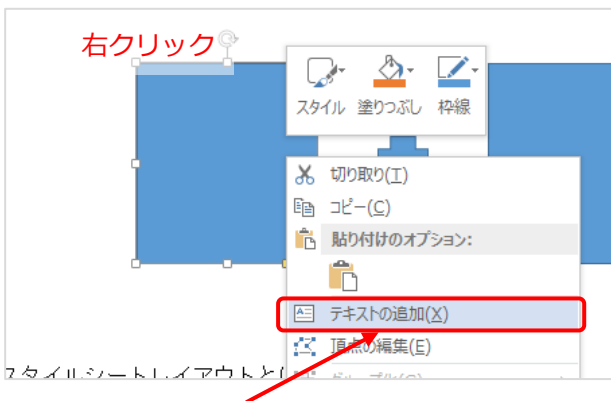 右クリック
スタイル 塗りつぶし 枠線
切り取り(T)
コピー(C)
貼り付けのオプション:
テキストの追加(X)
頂点の編集(E)
スタイルシートレイアウトと